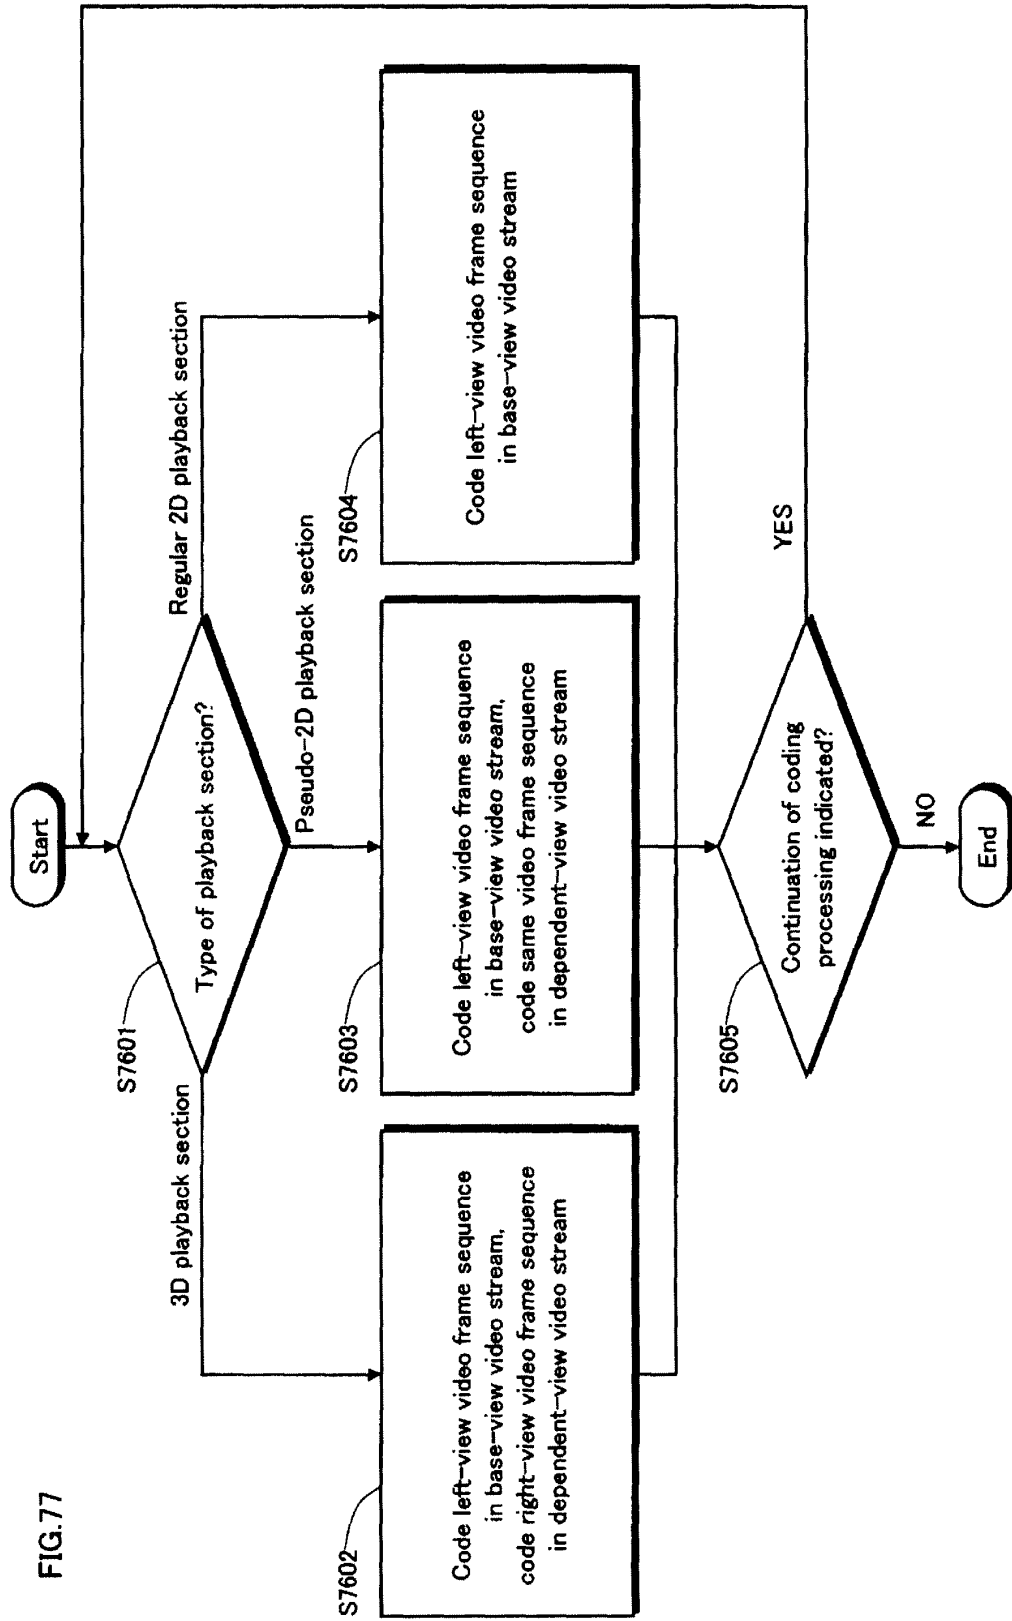 FIG.77
Start
S7601
Type of playback section?
3D playback section
Pseudo-2D playback section
Regular 2D playback section
S7602
Code left-view video frame sequence
in base-view video stream,
code right-view video frame sequence
in dependent-view video stream
S7603
Code left-view video frame sequence
in base-view video stream,
code same video frame sequence
in dependent-view video stream
S7604
Code left-view video frame sequence
in base-view video stream
S7605
Continuation of coding
processing indicated?
YES
NO
End